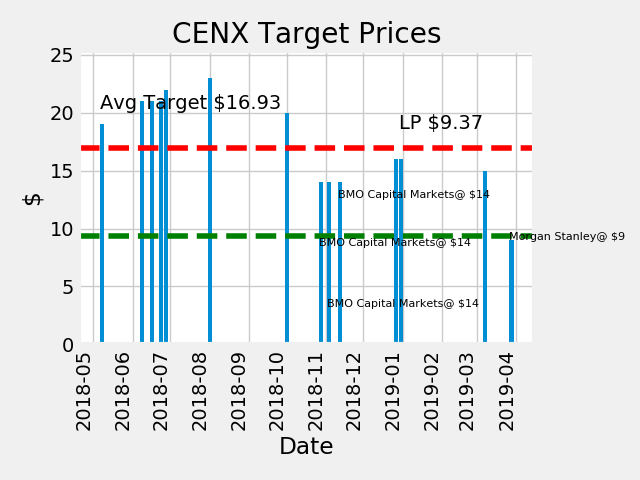 CENX Target Prices
25
Avg Target $16.93
20
LP $9.37
15
BMO Capital Markets@ $14
10
Morgan Stanley@ $9
BMO Capital Markets@ $14
5
BMO Capital Markets@ $14
0
$
2018-05
2018-06
2018-07
2018-08
2018-09
2018-10
2018-11
2018-12
2019-01
2019-02
2019-03
2019-04
Date